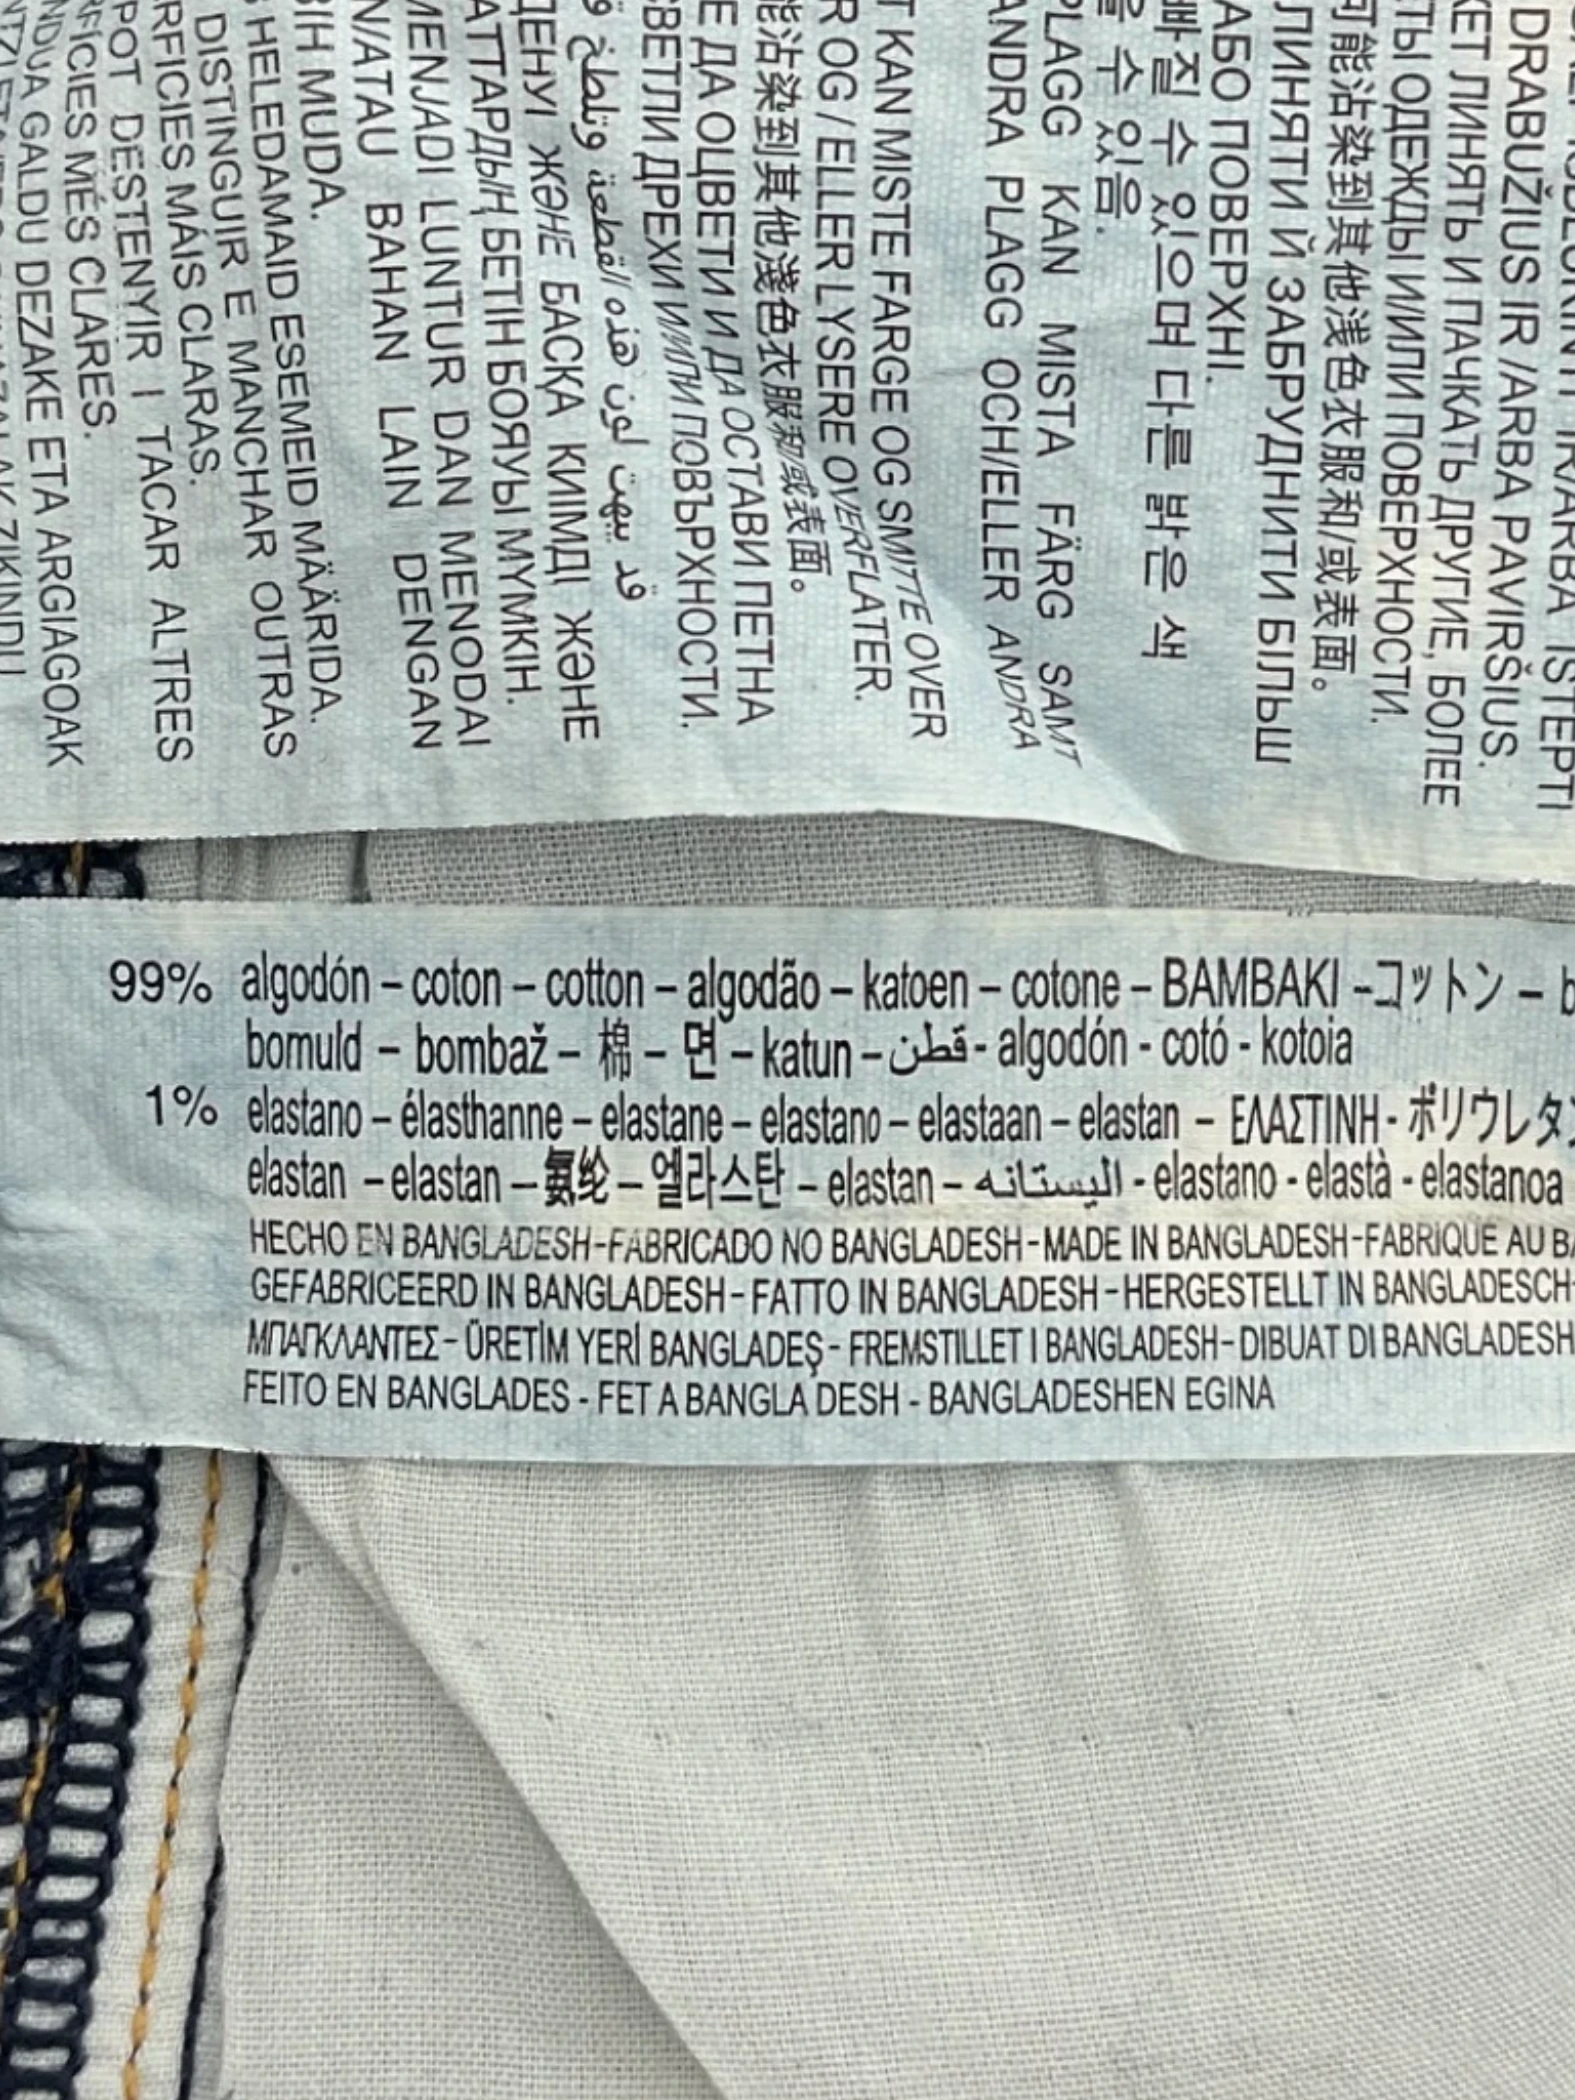 DRABUŽIUS IR /ARBA PAVIRŠIUS.
ЛИНЯТЬ И ПАЧКАТЬ ДРУГИЕ, БОЛЕЕ
ОДЕЖДЫ И/ИЛИ ПОВЕРХНОСТИ.
可能沾染到其他浅色衣服和/或表面。
ЛИНЯТИ Й ЗАБРУДНИТИ БІЛЬШ
АБО ПОВЕРХНІ.
빠질 수 있으며 다른 밝은 색
수 있음.
PLAGG KAN MISTA FÄRG SAMT
ANDRA PLAGG OCH/ELLER ANDRA
KAN MISTE FARGE OG SMITTE OVER
OG / ELLER LYSERE OVERFLATER.
能沾染到其他淺色衣服和/或表面。
ДА ОЦВЕТИ И ДА ОСТАВИ ПЕТНА
СВЕТЛИ ДРЕХИ И/ИЛИ ПОВЪРХНОСТИ.
قد يبهت لون هذه القطعة وتلطخ
ЖӘНЕ БАСҚА КИІМДІ ЖӘНЕ
ЗАТТАРДЫҢ БЕТІН БОЯУЫ МҮМКІН.
MENJADI LUNTUR DAN MENODAI
BAHAN LAIN DENGAN
MUDA.
HELEDAMAID ESEMEID MÄÄRIDA.
DISTINGUIR E MANCHAR OUTRAS
MÁIS CLARAS.
POT DESTENYIR I TACAR ALTRES
MÉS CLARES.
GALDU DEZAKE ETA ARGIAGOAK
99% algodón – coton – cotton – algodão – katoen – cotone – BAMBAKI –コットン –
bomuld – bombaž – 棉 – 면 – katun – قطن - algodón - cotó - kotoia
1% elastano – élasthanne – elastane – elastano – elastaan – elastan – ΕΛΑΣΤΙΝΗ - ポリウレタン
elastan – elastan – 氨纶 – 엘라스탄 – elastan – اليستانه - elastano - elastà - elastanoa
HECHO EN BANGLADESH-FABRICADO NO BANGLADESH-MADE IN BANGLADESH-FABRIQUE AU
GEFABRICEERD IN BANGLADESH-FATTO IN BANGLADESH-HERGESTELLT IN BANGLADESCH-
ΜΠΑΓΚΛΑΝΤΕΣ- ÜRETİM YERİ BANGLADEŞ- FREMSTILLET I BANGLADESH-DIBUAT DI BANGLADESH
FEITO EN BANGLADES - FET A BANGLA DESH - BANGLADESHEN EGINA